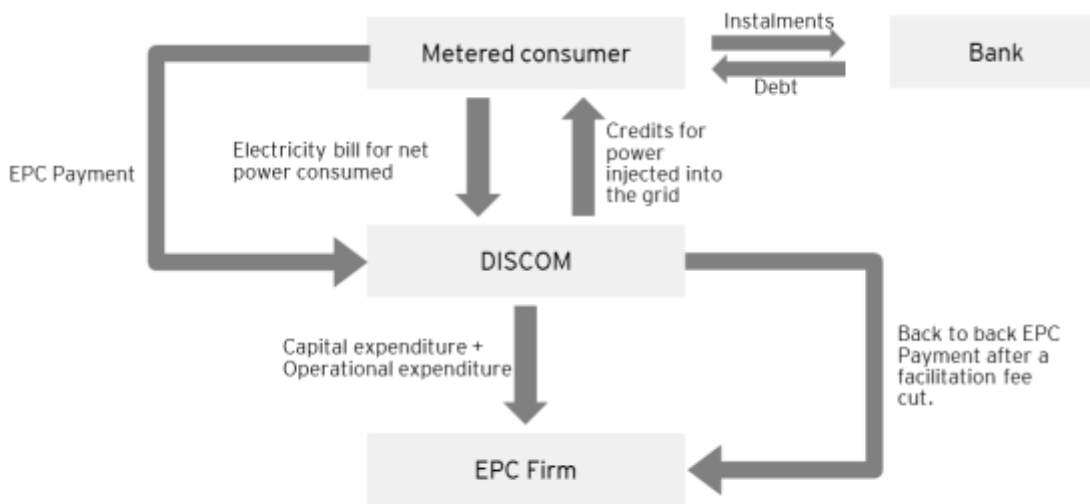 Instalments
Metered consumer
Bank
Debt
EPC Payment
Electricity bill for net
power consumed
Credits for
power
injected into
the grid
DISCOM
Capital expenditure +
Operational expenditure
Back to back EPC
Payment after a
facilitation fee
cut.
EPC Firm